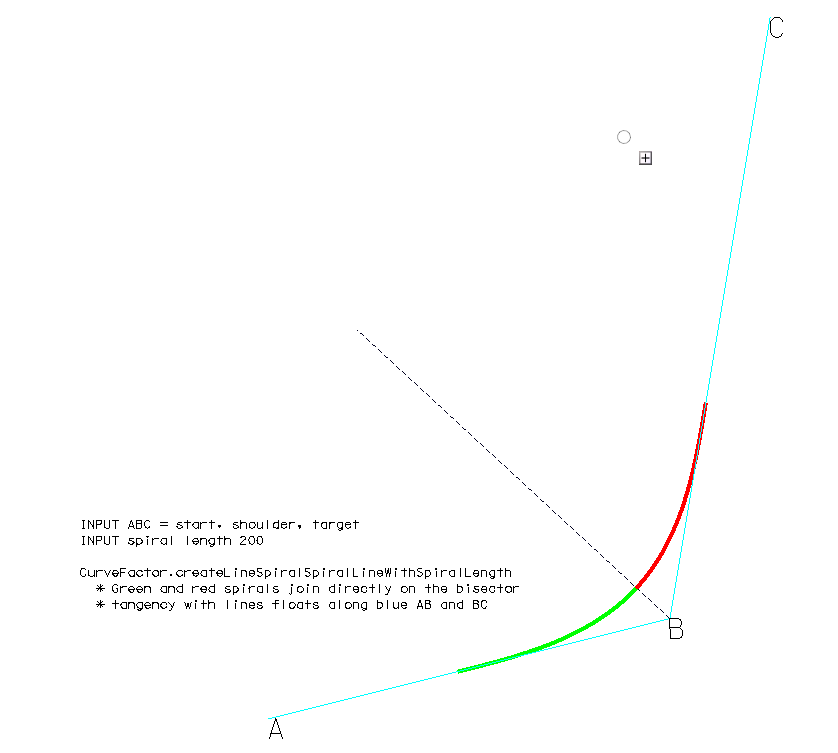 C
INPUT ABC = start, shoulder, target
INPUT spiral length 200
CurveFactor.createLineSpiralSpiralLineWithSpiralLength
* Green and red spirals join directly on the bisector
* tangency with lines floats along blue AB and BC
B
A